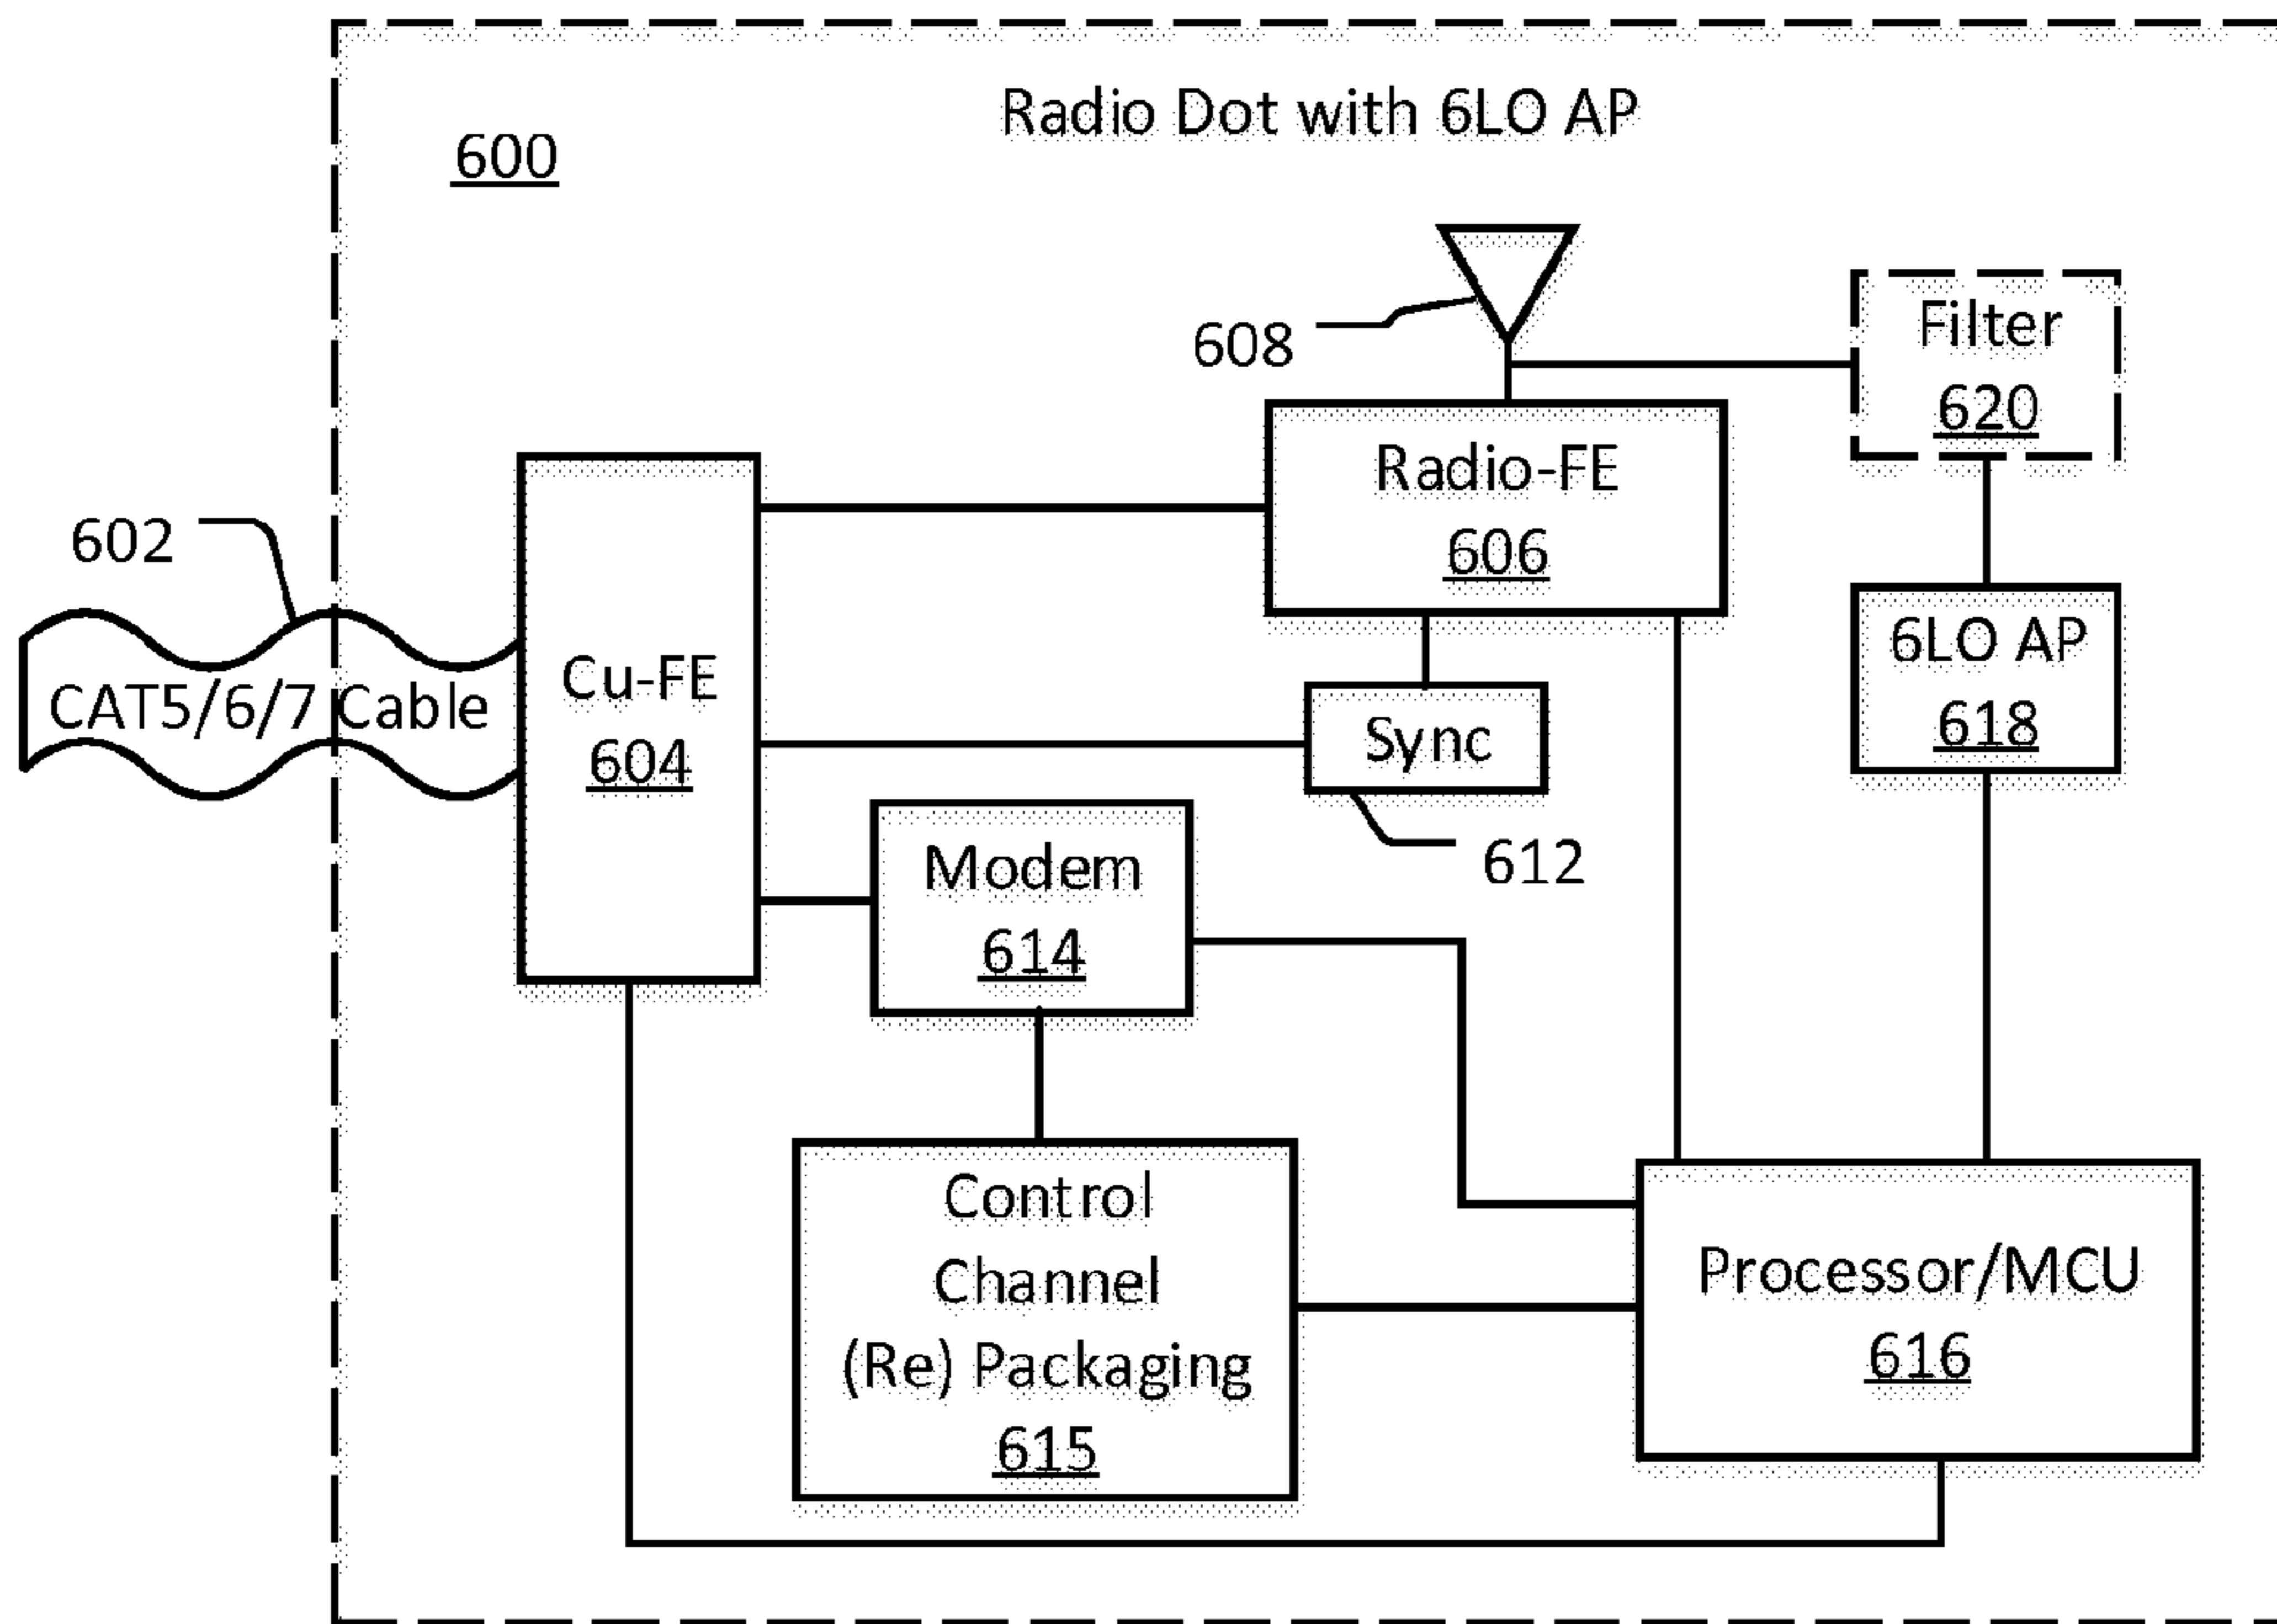 Radio Dot with 6LO AP
600
608
Filter
620
Radio-FE
606
602
CAT5/6/7 Cable
Cu-FE
604
6LO AP
618
Sync
612
Modem
614
Control
Channel
(Re) Packaging
615
Processor/MCU
616